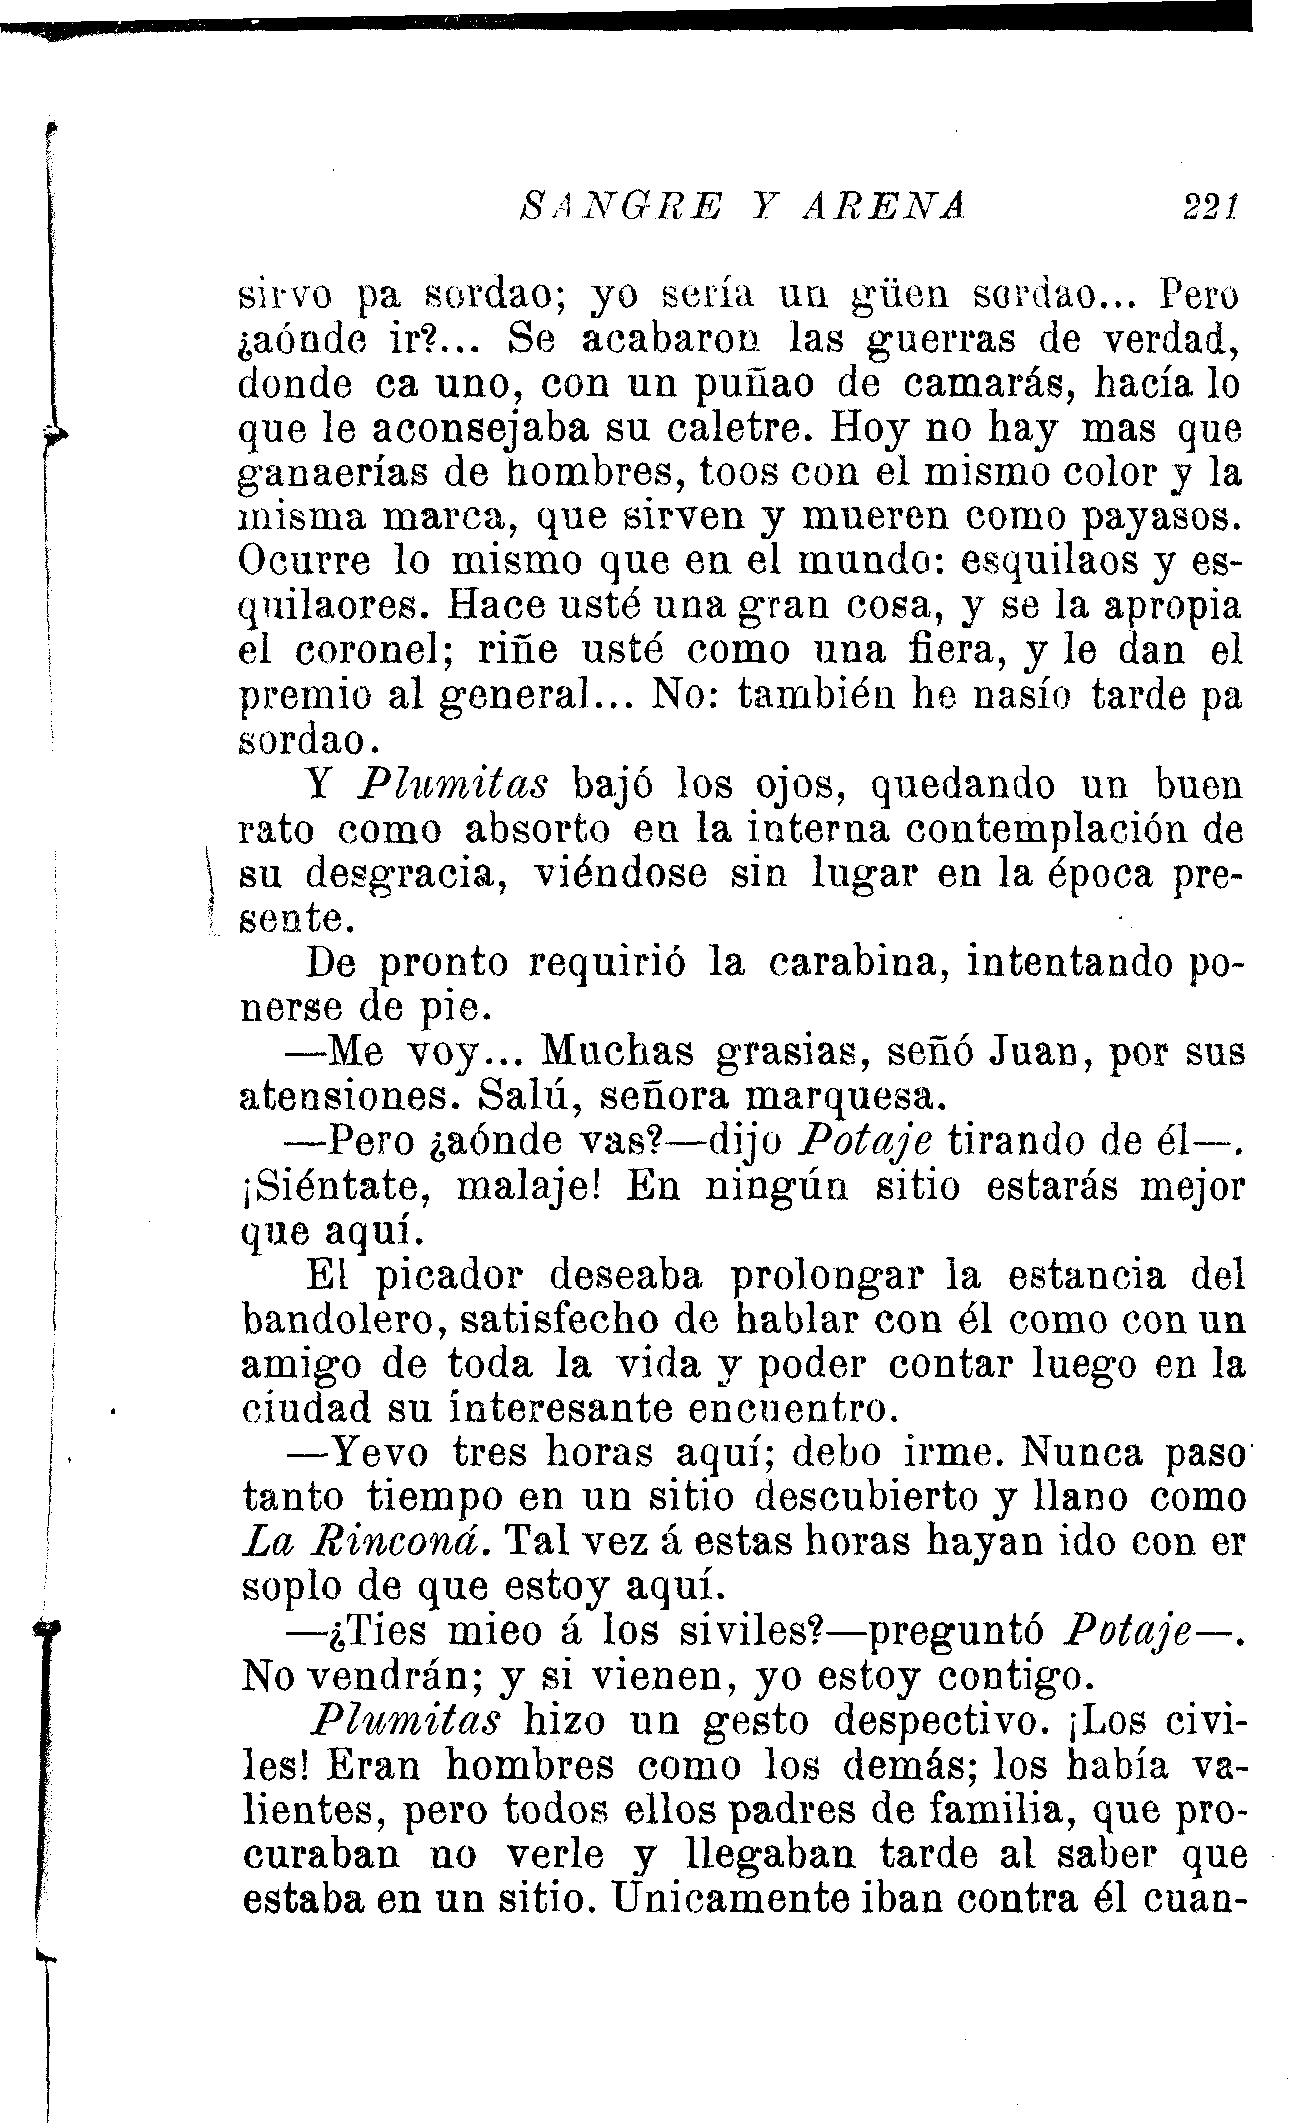 SANGRE Y ARENA 221
sirvo pa sordao; yo sería un güen sordao... Pero
¿aónde ir?... Se acabaron las guerras de verdad,
donde ca uno, con un puñao de camarás, hacía lo
que le aconsejaba su caletre. Hoy no hay mas que
ganaerías de hombres, toos con el mismo color y la
misma marca, que sirven y mueren como payasos.
Ocurre lo mismo que en el mundo: esquilaos y es-
quilaores. Hace usté una gran cosa, y se la apropia
el coronel; riñe usté como una fiera, y le dan el
premio al general... No: también he nasío tarde pa
sordao.
Y Plumitas bajó los ojos, quedando un buen
rato como absorto en la interna contemplación de
su desgracia, viéndose sin lugar en la época pre-
sente.
De pronto requirió la carabina, intentando po-
nerse de pie.
—Me voy... Muchas grasias, señó Juan, por sus
atensiones. Salú, señora marquesa.
—Pero ¿aónde vas?—dijo Potaje tirando de él—.
¡Siéntate, malaje! En ningún sitio estarás mejor
que aquí.
El picador deseaba prolongar la estancia del
bandolero, satisfecho de hablar con él como con un
amigo de toda la vida y poder contar luego en la
ciudad su interesante encuentro.
—Yevo tres horas aquí; debo irme. Nunca paso
tanto tiempo en un sitio descubierto y llano como
La Rinconá. Tal vez á estas horas hayan ido con er
soplo de que estoy aquí.
—¿Ties mieo á los siviles?—preguntó Potaje—.
No vendrán; y si vienen, yo estoy contigo.
Plumitas hizo un gesto despectivo. ¡Los civi-
les! Eran hombres como los demás; los había va-
lientes, pero todos ellos padres de familia, que pro-
curaban no verle y llegaban tarde al saber que
estaba en un sitio. Unicamente iban contra él cuan-